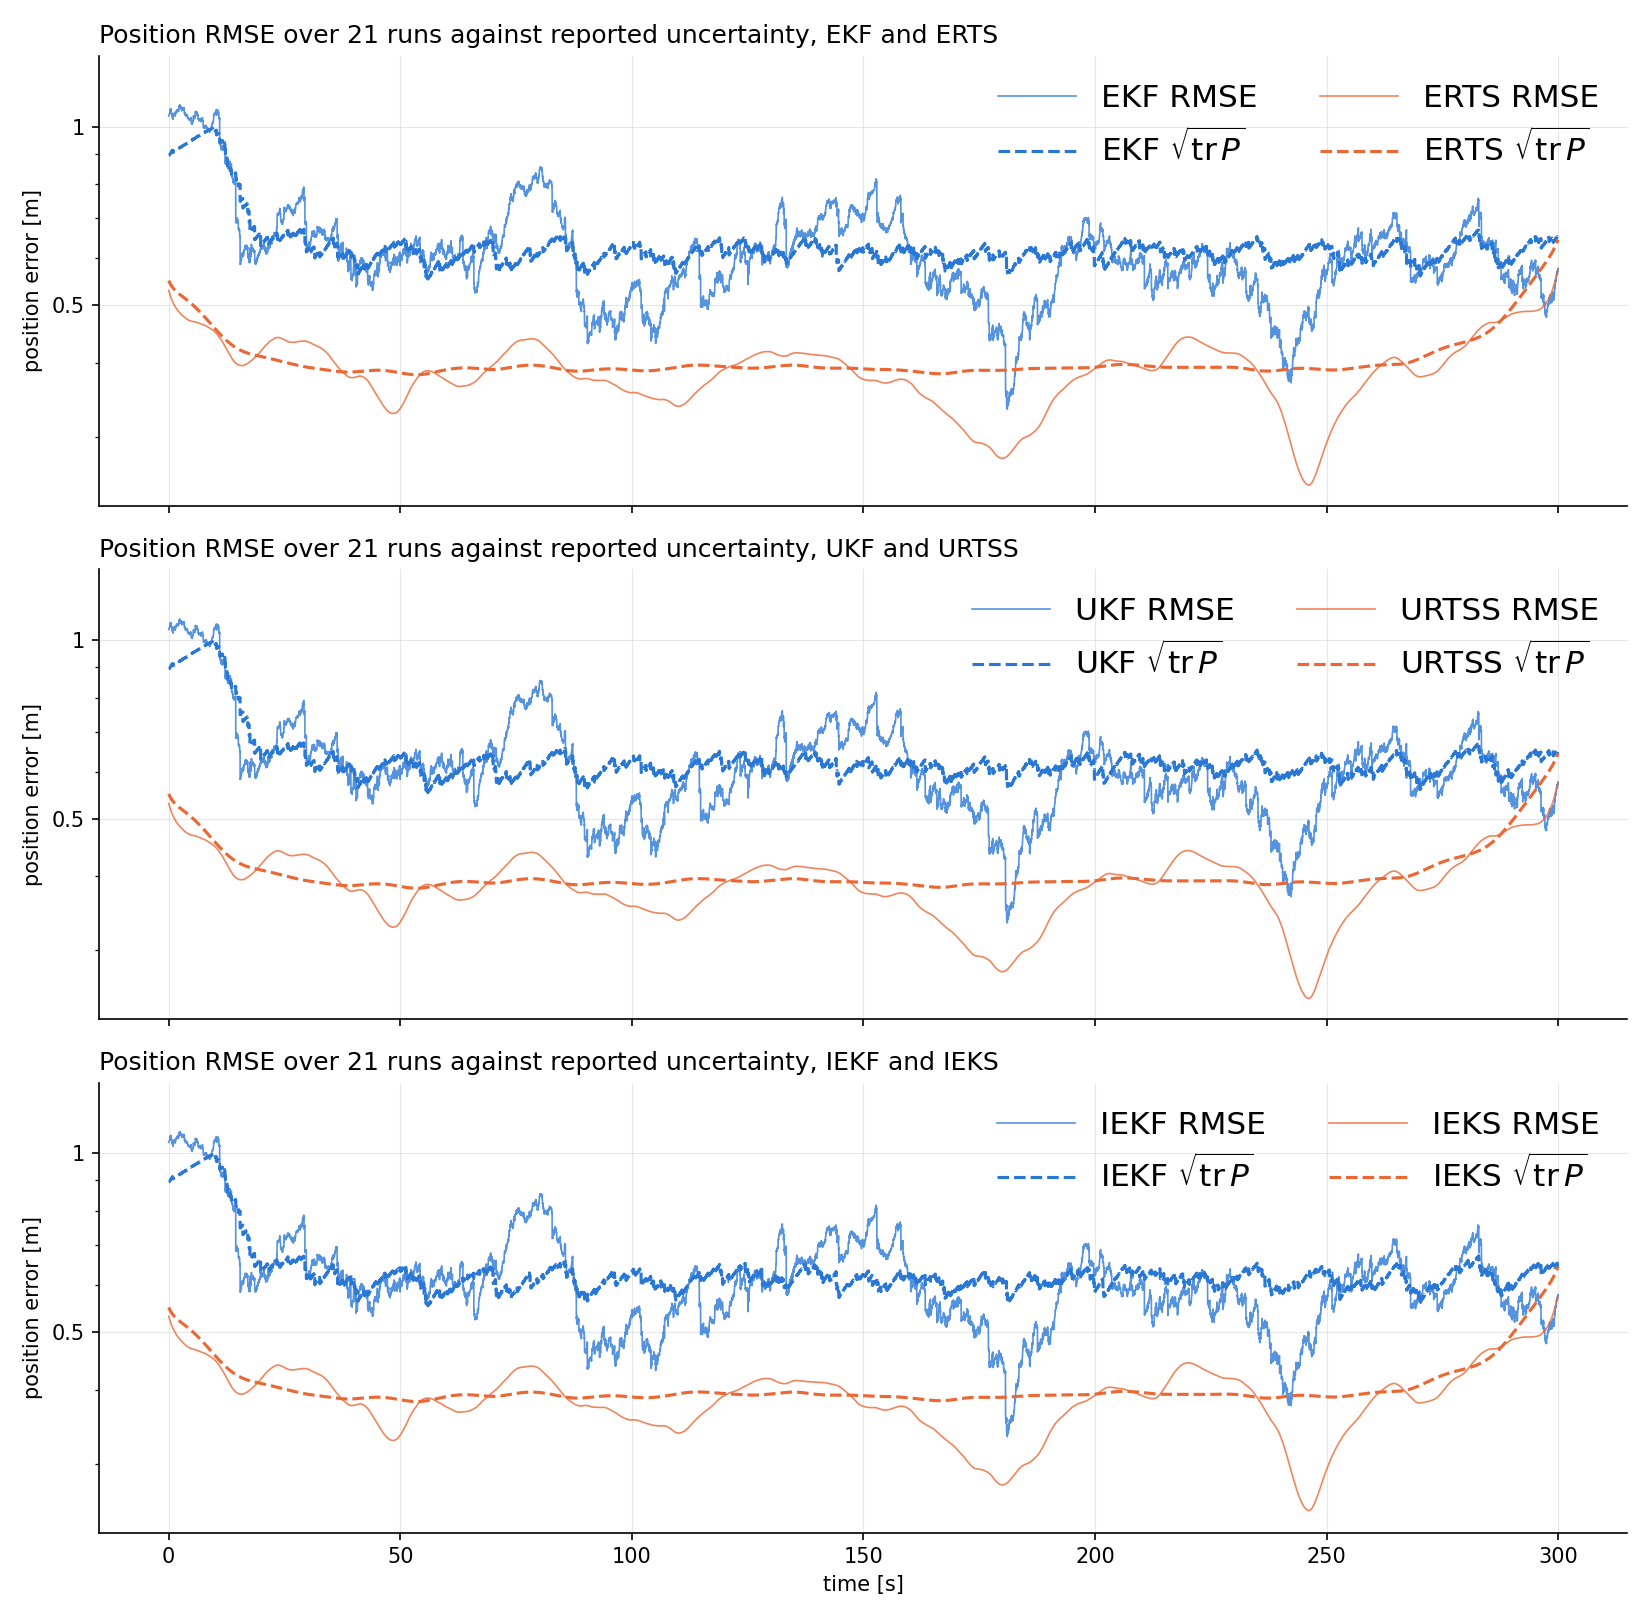 Position RMSE over 21 runs against reported uncertainty, EKF and ERTS
EKF RMSE
ERTS RMSE
EKF √tr P
ERTS √tr P
1
0.5
position error [m]
Position RMSE over 21 runs against reported uncertainty, UKF and URTSS
UKF RMSE
URTSS RMSE
UKF √tr P
URTSS √tr P
1
0.5
position error [m]
Position RMSE over 21 runs against reported uncertainty, IEKF and IEKS
IEKF RMSE
IEKS RMSE
IEKF √tr P
IEKS √tr P
1
0.5
position error [m]
0 50 100 150 200 250 300
time [s]